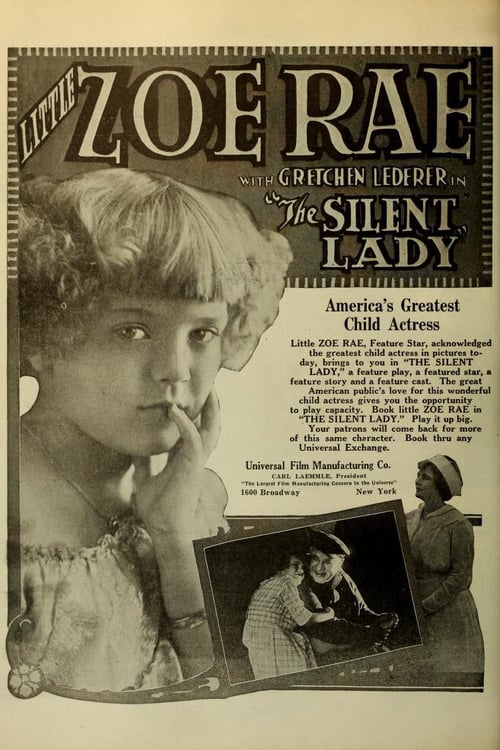 LITTLE
ZOE RAE
WITH GRETCHEN LEDERER IN
"The SILENT
LADY"
America's Greatest
Child Actress
Little ZOE RAE, Feature Star, acknowledged
the greatest child actress in pictures to-
day, brings to you in "THE SILENT
LADY," a feature play, a featured star, a
feature story and a feature cast. The great
American public's love for this wonderful
child actress gives you the opportunity
to play capacity. Book little ZOE RAE in
"THE SILENT LADY." Play it up big.
Your patrons will come back for more
of this same cheracter. Book thru any
Universal Exchange.
Universal Film Manufacturing Co.
CARL LAEMMLE, President
"The Largest Film Manufacturing Concern in the Universe"
1600 Broadway New York